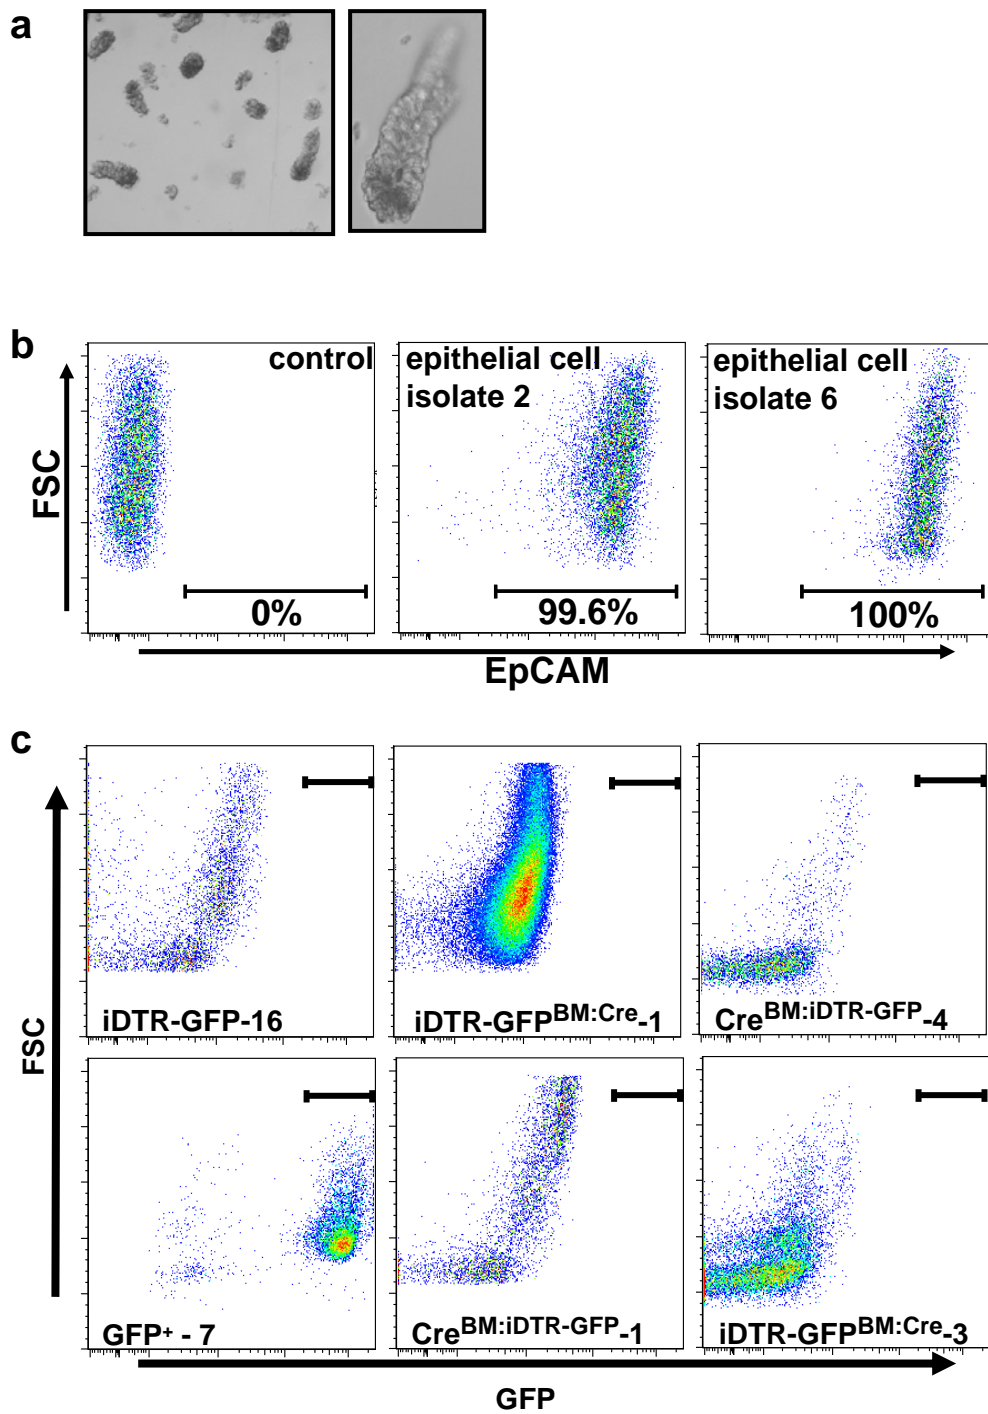 a
b
control
epithelial cell
isolate 2
epithelial cell
isolate 6
FSC
0%
99.6%
100%
EpCAM
c
iDTR-GFP-16
iDTR-GFPBM:Cre-1
CreBM:iDTR-GFP-4
FSC
GFP+ - 7
CreBM:iDTR-GFP-1
iDTR-GFPBM:Cre-3
GFP